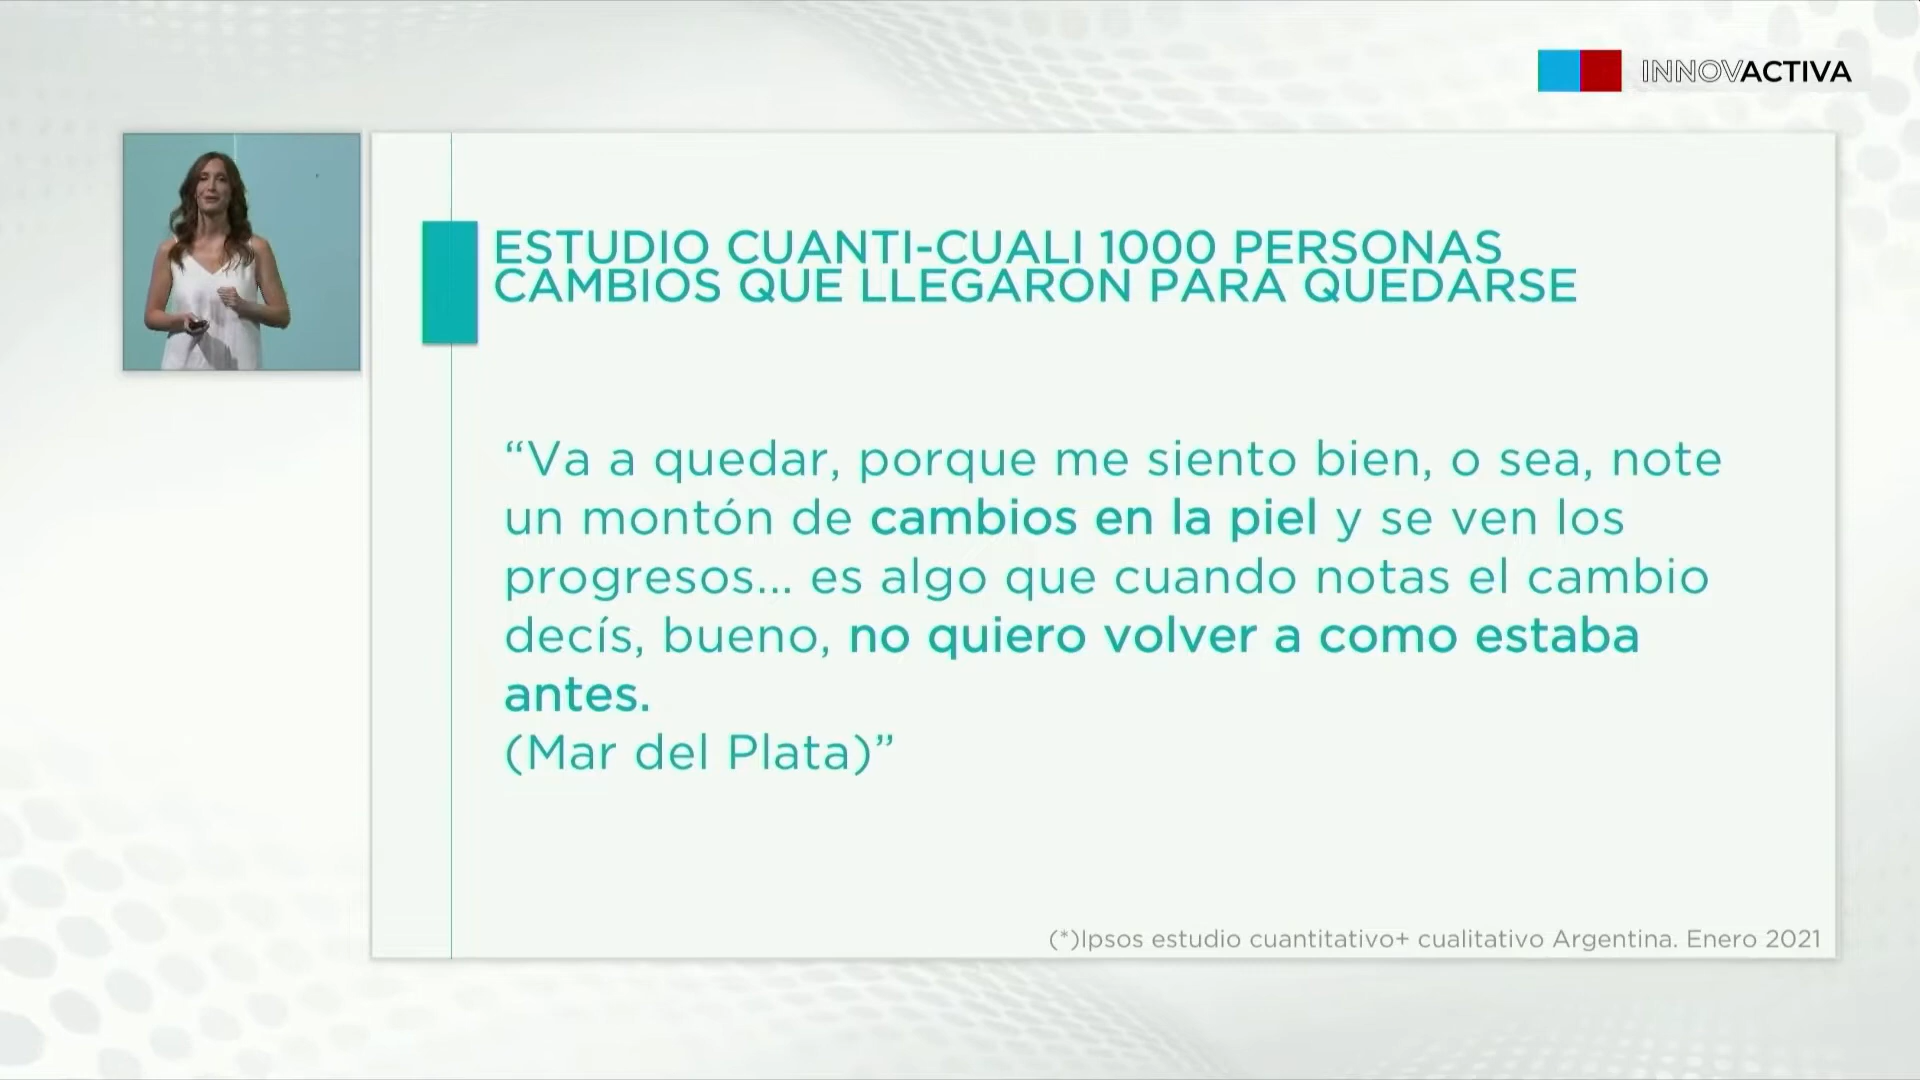 INNOVACTIVA
ESTUDIO CUANTI-CUALI 1000 PERSONAS
CAMBIOS QUE LLEGARON PARA QUEDARSE
“Va a quedar, porque me siento bien, o sea, note
un montón de cambios en la piel y se ven los
progresos... es algo que cuando notas el cambio
decís, bueno, no quiero volver a como estaba
antes.
(Mar del Plata)”
(*)Ipsos estudio cuantitativo+ cualitativo Argentina. Enero 2021